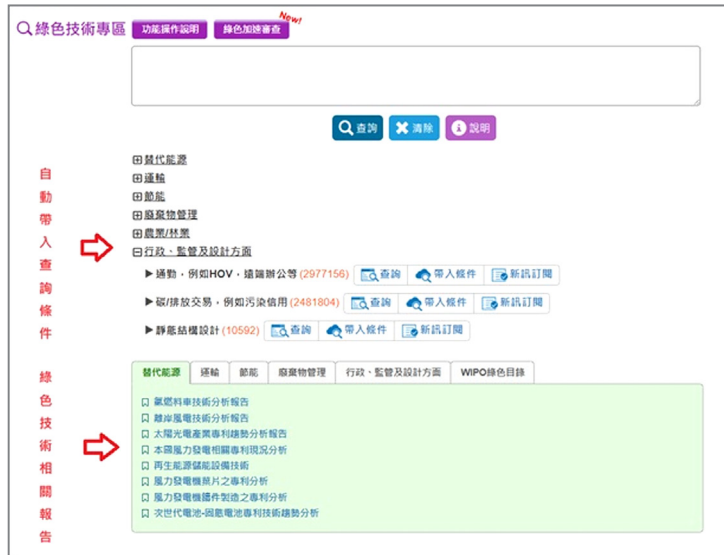 綠色技術專區 功能操作說明 綠色加速審查 New!
查詢 清除 說明
自動帶入查詢條件
替代能源
運輸
節能
廢棄物管理
農業/林業
行政、監管及設計方面
通勤,例如HOV,遠端辦公等 (2977156) 查詢 帶入條件 新訊訂閱
碳/排放交易,例如污染信用 (2481804) 查詢 帶入條件 新訊訂閱
靜態結構設計 (10592) 查詢 帶入條件 新訊訂閱
綠色技術相關報告
替代能源 運輸 節能 廢棄物管理 行政、監管及設計方面 WIPO綠色目錄
氫燃料車技術分析報告
離岸風電技術分析報告
太陽光電產業專利趨勢分析報告
本國風力發電相關專利現況分析
再生能源儲能設備技術
風力發電機葉片之專利分析
風力發電機鑄件製造之專利分析
次世代電池-固態電池專利技術趨勢分析